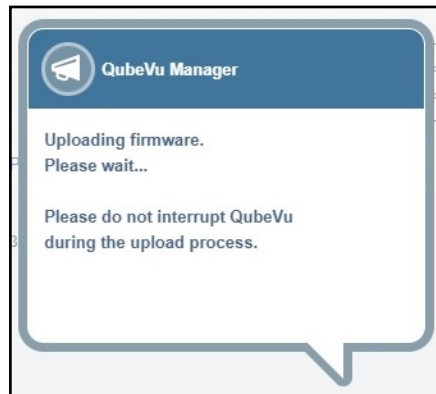 QubeVu Manager
Uploading firmware.
Please wait...
Please do not interrupt QubeVu
during the upload process.